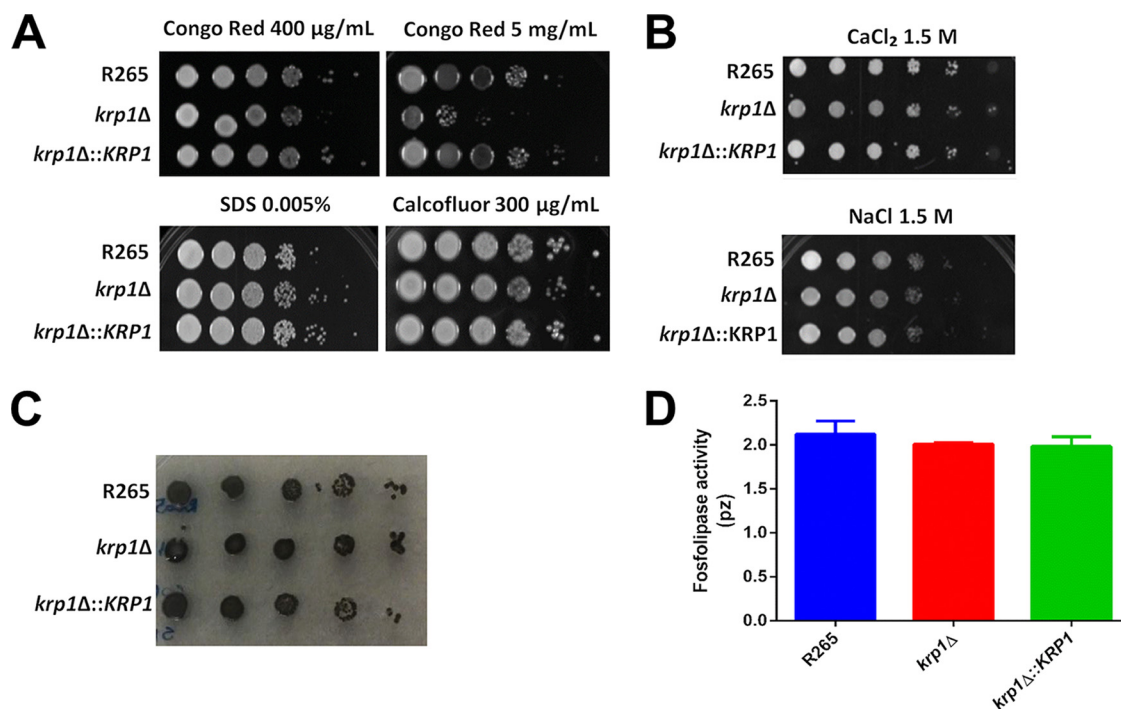 A
Congo Red 400 µg/mL
Congo Red 5 mg/mL
R265
krp1Δ
krp1Δ::KRP1
SDS 0.005%
Calcofluor 300 µg/mL
R265
krp1Δ
krp1Δ::KRP1
B
CaCl₂ 1.5 M
R265
krp1Δ
krp1Δ::KRP1
NaCl 1.5 M
R265
krp1Δ
krp1Δ::KRP1
C
R265
krp1Δ
krp1Δ::KRP1
D
Fosfolipase activity
(pz)
2.5
2.0
1.5
1.0
0.5
0.0
R265
krp1Δ
krp1Δ::KRP1